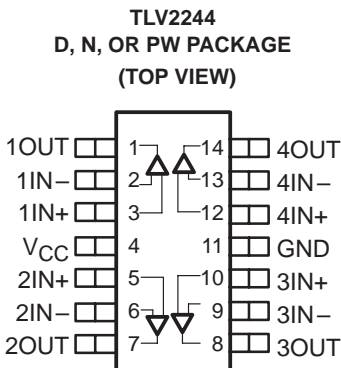 TLV2244
D, N, OR PW PACKAGE
(TOP VIEW)
1OUT 1 14 4OUT
1IN− 2 13 4IN−
1IN+ 3 12 4IN+
VCC 4 11 GND
2IN+ 5 10 3IN+
2IN− 6 9 3IN−
2OUT 7 8 3OUT